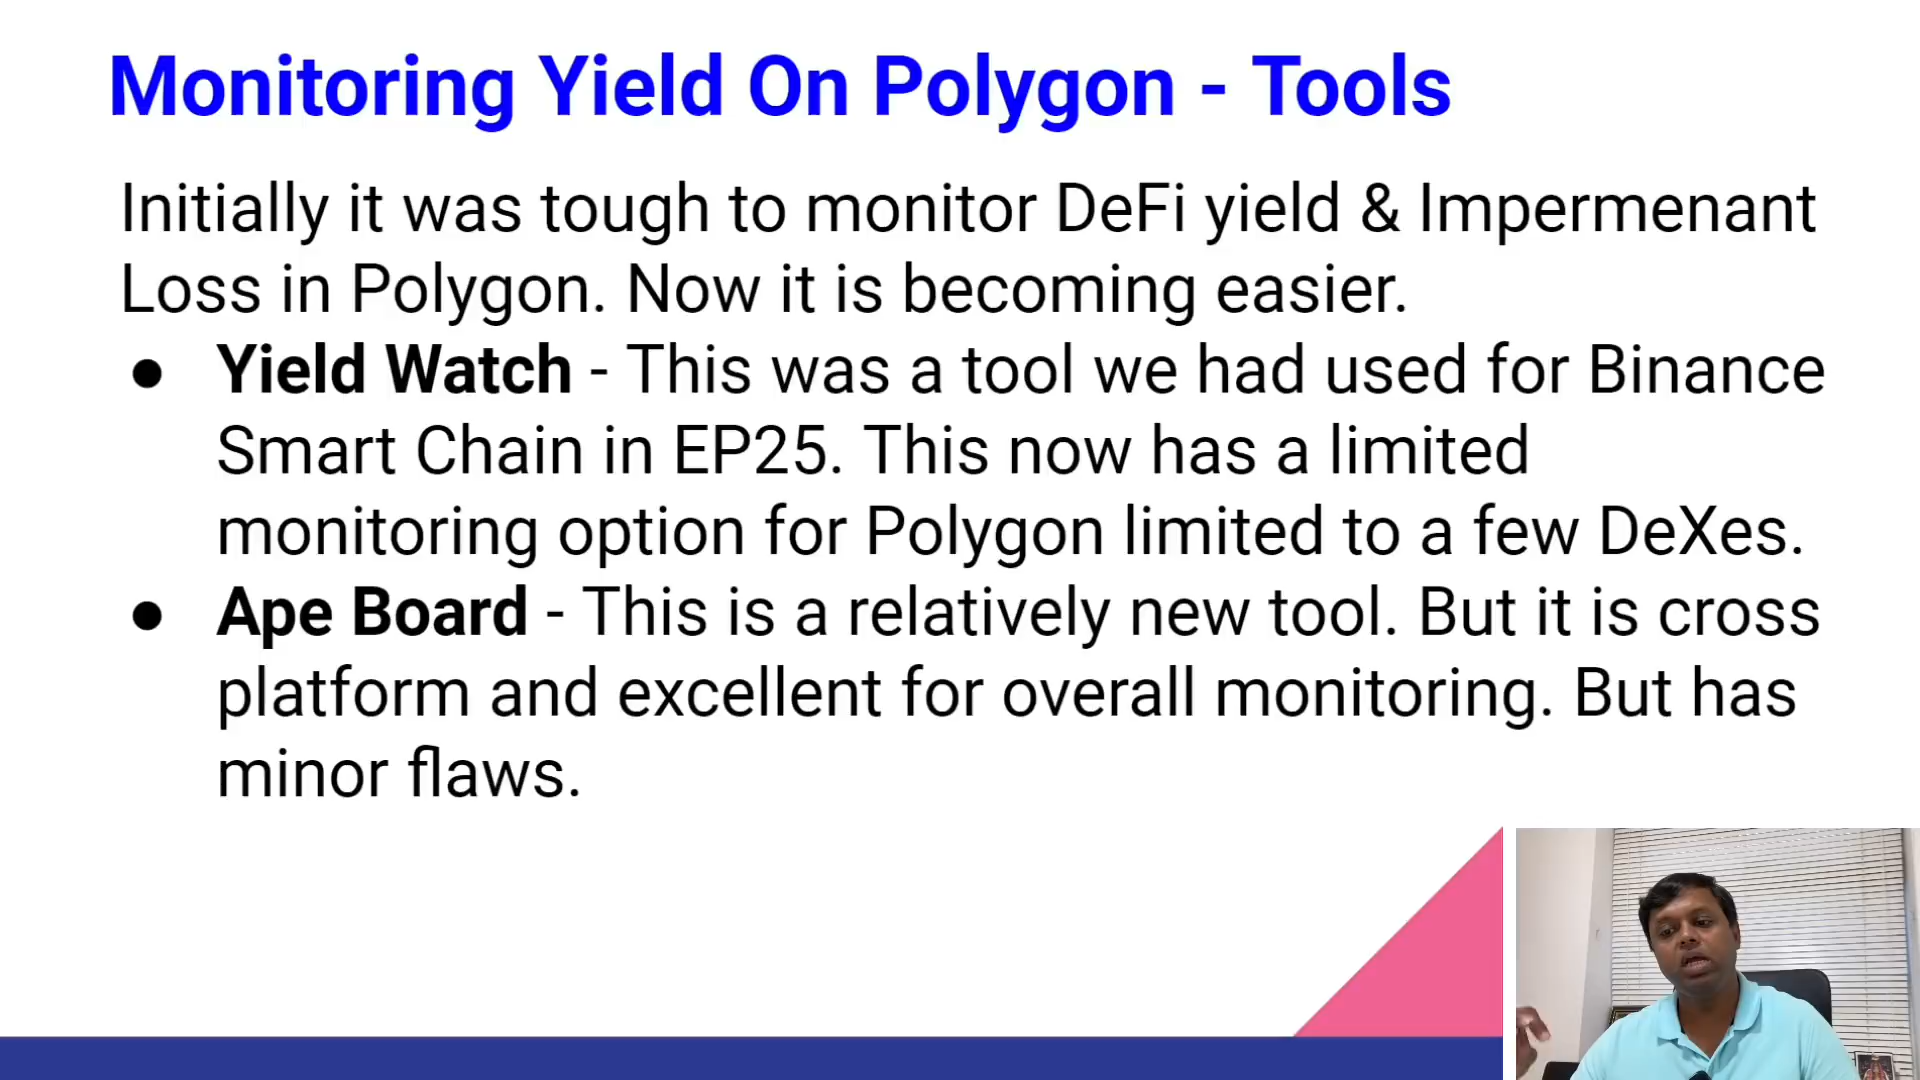 Monitoring Yield On Polygon - Tools
Initially it was tough to monitor DeFi yield & Impermenant
Loss in Polygon. Now it is becoming easier.
● Yield Watch - This was a tool we had used for Binance
Smart Chain in EP25. This now has a limited
monitoring option for Polygon limited to a few DeXes.
● Ape Board - This is a relatively new tool. But it is cross
platform and excellent for overall monitoring. But has
minor flaws.